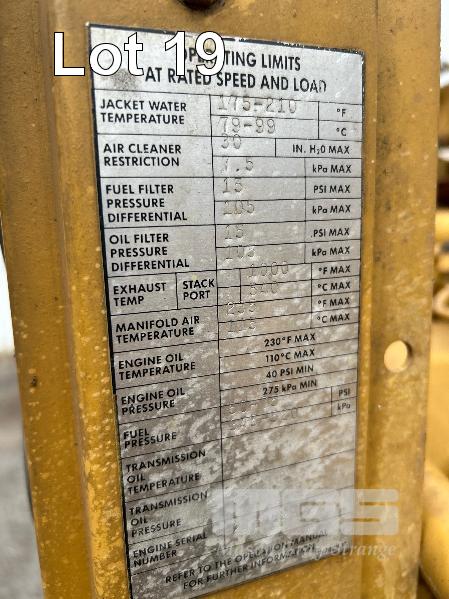 Lot 19
OPERATING LIMITS
AT RATED SPEED AND LOAD
JACKET WATER TEMPERATURE 175-210 °F
79-99 °C
AIR CLEANER RESTRICTION 30 IN. H₂O MAX
7.5 kPa MAX
FUEL FILTER PRESSURE DIFFERENTIAL 15 PSI MAX
105 kPa MAX
OIL FILTER PRESSURE DIFFERENTIAL 15 PSI MAX
kPa MAX
EXHAUST TEMP STACK PORT 1000 °F MAX
540 °C MAX
MANIFOLD AIR TEMPERATURE °F MAX
°C MAX
ENGINE OIL TEMPERATURE 230°F MAX
110°C MAX
ENGINE OIL PRESSURE 40 PSI MIN
275 kPa MIN
FUEL PRESSURE PSI
kPa
TRANSMISSION OIL TEMPERATURE
TRANSMISSION OIL PRESSURE
ENGINE SERIAL NUMBER
REFER TO THE OPERATION MANUAL
FOR FURTHER INFORMATION